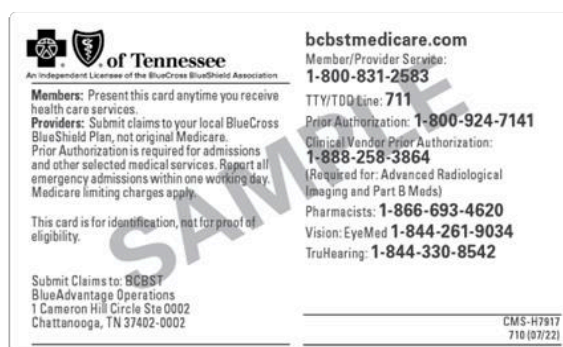 of Tennessee
An Independent Licensee of the BlueCross BlueShield Association
Members: Present this card anytime you receive
health care services.
Providers: Submit claims to your local BlueCross
BlueShield Plan, not original Medicare.
Prior Authorization is required for admissions
and other selected medical services. Report all
emergency admissions within one working day.
Medicare limiting charges apply.
This card is for identification, not for proof of
eligibility.
Submit Claims to: BCBST
BlueAdvantage Operations
1 Cameron Hill Circle Ste 0002
Chattanooga, TN 37402-0002
bcbstmedicare.com
Member/Provider Service:
1-800-831-2583
TTY/TDD Line: 711
Prior Authorization: 1-800-924-7141
Clinical Vendor Prior Authorization:
1-888-258-3864
(Required for: Advanced Radiological
Imaging and Part B Meds)
Pharmacists: 1-866-693-4620
Vision: EyeMed 1-844-261-9034
TruHearing: 1-844-330-8542
CMS-H7917
710 (07/22)
SAMPLE